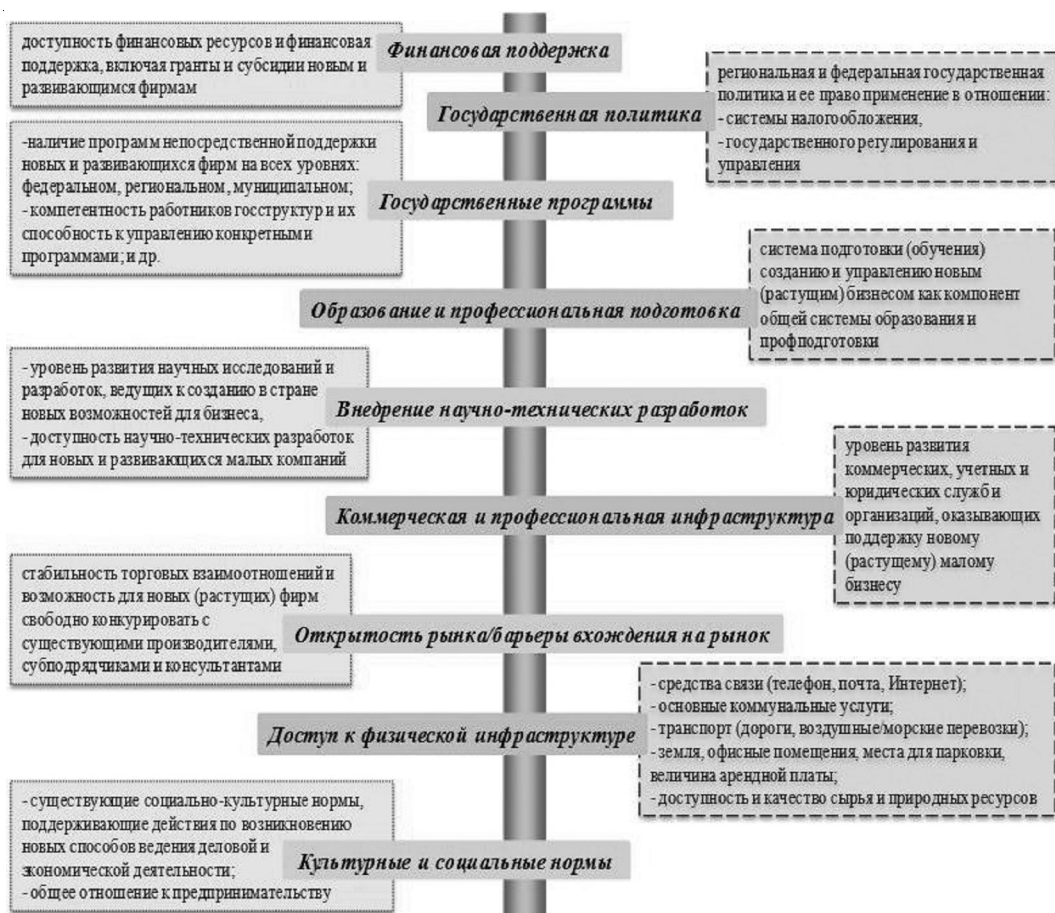 доступность финансовых ресурсов и финансовая
поддержка, включая гранты и субсидии новым и
развивающимся фирмам
Финансовая поддержка
региональная и федеральная государственная
политика и ее право применение в отношении:
- системы налогообложения,
- государственного регулирования и
управления
Государственная политика
-наличие программ непосредственной поддержки
новых и развивающихся фирм на всех уровнях:
федеральном, региональном, муниципальном;
- компетентность работников госструктур и их
способность к управлению конкретными
программами; и др.
Государственные программы
система подготовки (обучения)
созданию и управлению новым
(растущим) бизнесом как компонент
общей системы образования и
профподготовки
Образование и профессиональная подготовка
- уровень развития научных исследований и
разработок, ведущих к созданию в стране
новых возможностей для бизнеса,
- доступность научно-технических разработок
для новых и развивающихся малых компаний
Внедрение научно-технических разработок
уровень развития
коммерческих, учетных и
юридических служб и
организаций, оказывающих
поддержку новому
(растущему) малому
бизнесу
Коммерческая и профессиональная инфраструктура
стабильность торговых взаимоотношений и
возможность для новых (растущих) фирм
свободно конкурировать с
существующими производителями,
субподрядчиками и консультантами
Открытость рынка/барьеры вхождения на рынок
- средства связи (телефон, почта, Интернет);
- основные коммунальные услуги;
- транспорт (дороги, воздушные/морские перевозки);
- земля, офисные помещения, места для парковки,
величина арендной платы;
- доступность и качество сырья и природных ресурсов
Доступ к физической инфраструктуре
- существующие социально-культурные нормы,
поддерживающие действия по возникновению
новых способов ведения деловой и
экономической деятельности;
- общее отношение к предпринимательству
Культурные и социальные нормы